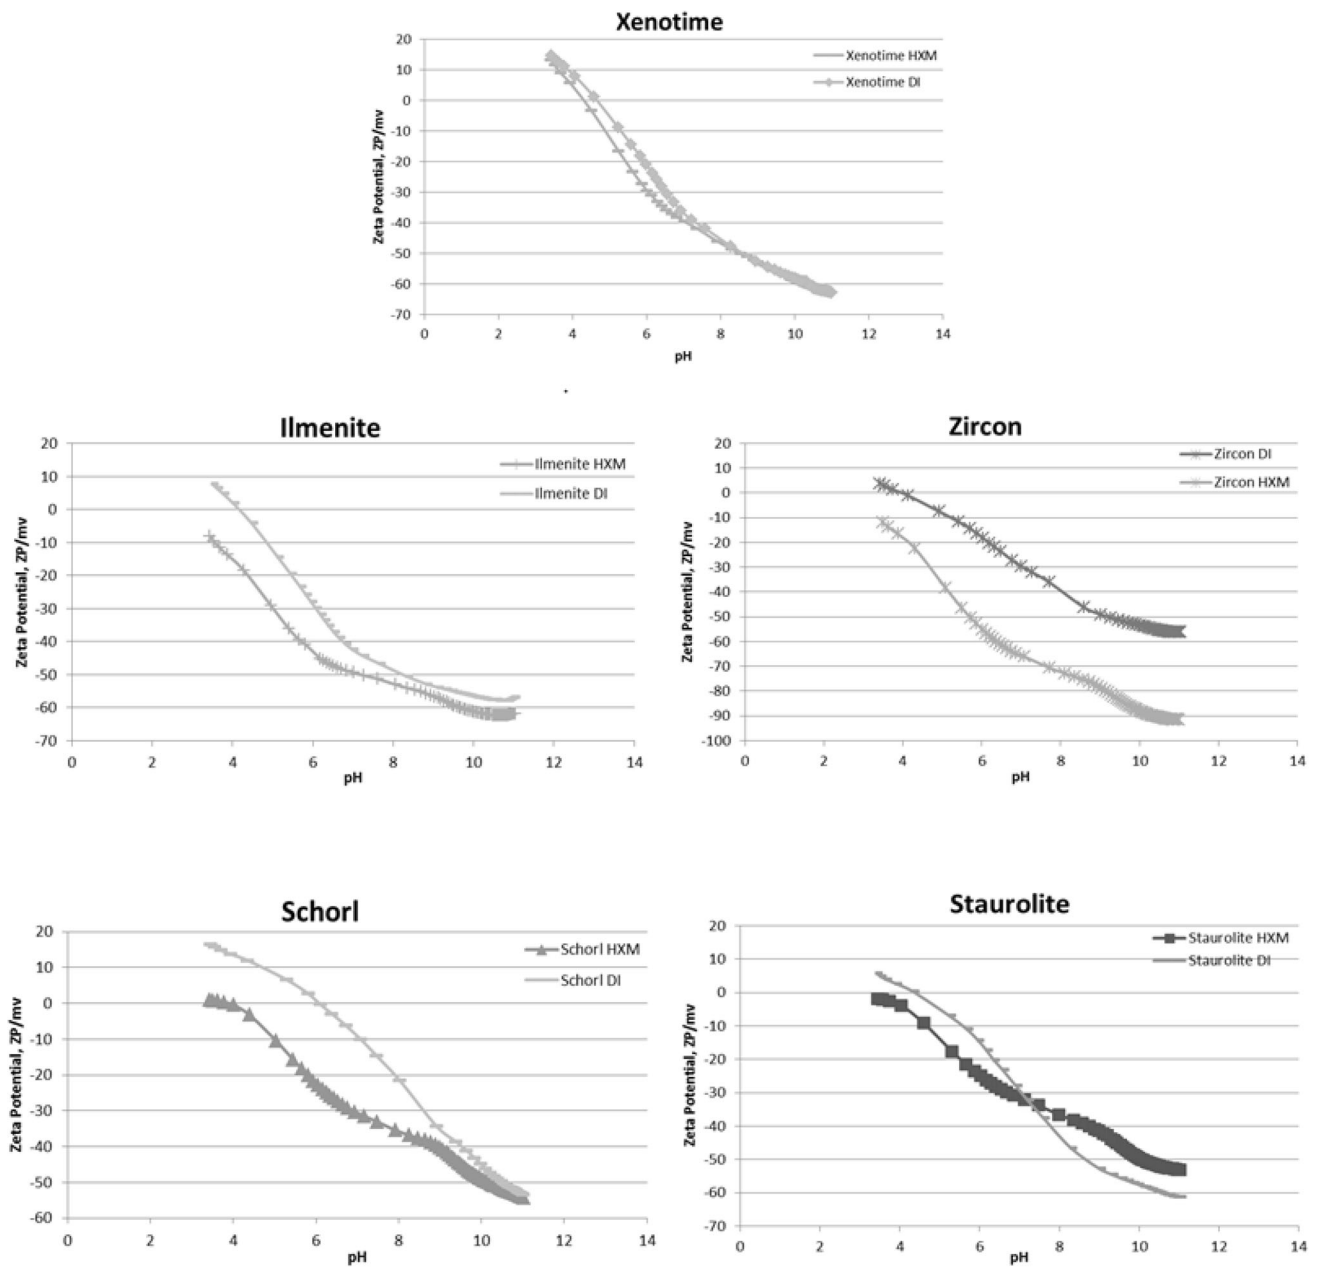 Xenotime
20
10
0
-10
-20
-30
-40
-50
-60
-70
Zeta Potential, ZP/mv
Xenotime HXM
Xenotime DI
0 2 4 6 8 10 12 14
pH
Ilmenite
20
10
0
-10
-20
-30
-40
-50
-60
-70
Zeta Potential, ZP/mv
Ilmenite HXM
Ilmenite DI
0 2 4 6 8 10 12 14
pH
Zircon
20
10
0
-10
-20
-30
-40
-50
-60
-70
-80
-90
-100
Zeta Potential, ZP/mv
Zircon DI
Zircon HXM
0 2 4 6 8 10 12 14
pH
Schorl
20
10
0
-10
-20
-30
-40
-50
-60
Zeta Potential, ZP/mv
Schorl HXM
Schorl DI
0 2 4 6 8 10 12 14
pH
Staurolite
20
10
0
-10
-20
-30
-40
-50
-60
-70
Zeta Potential, ZP/mv
Staurolite HXM
Staurolite DI
0 2 4 6 8 10 12 14
pH